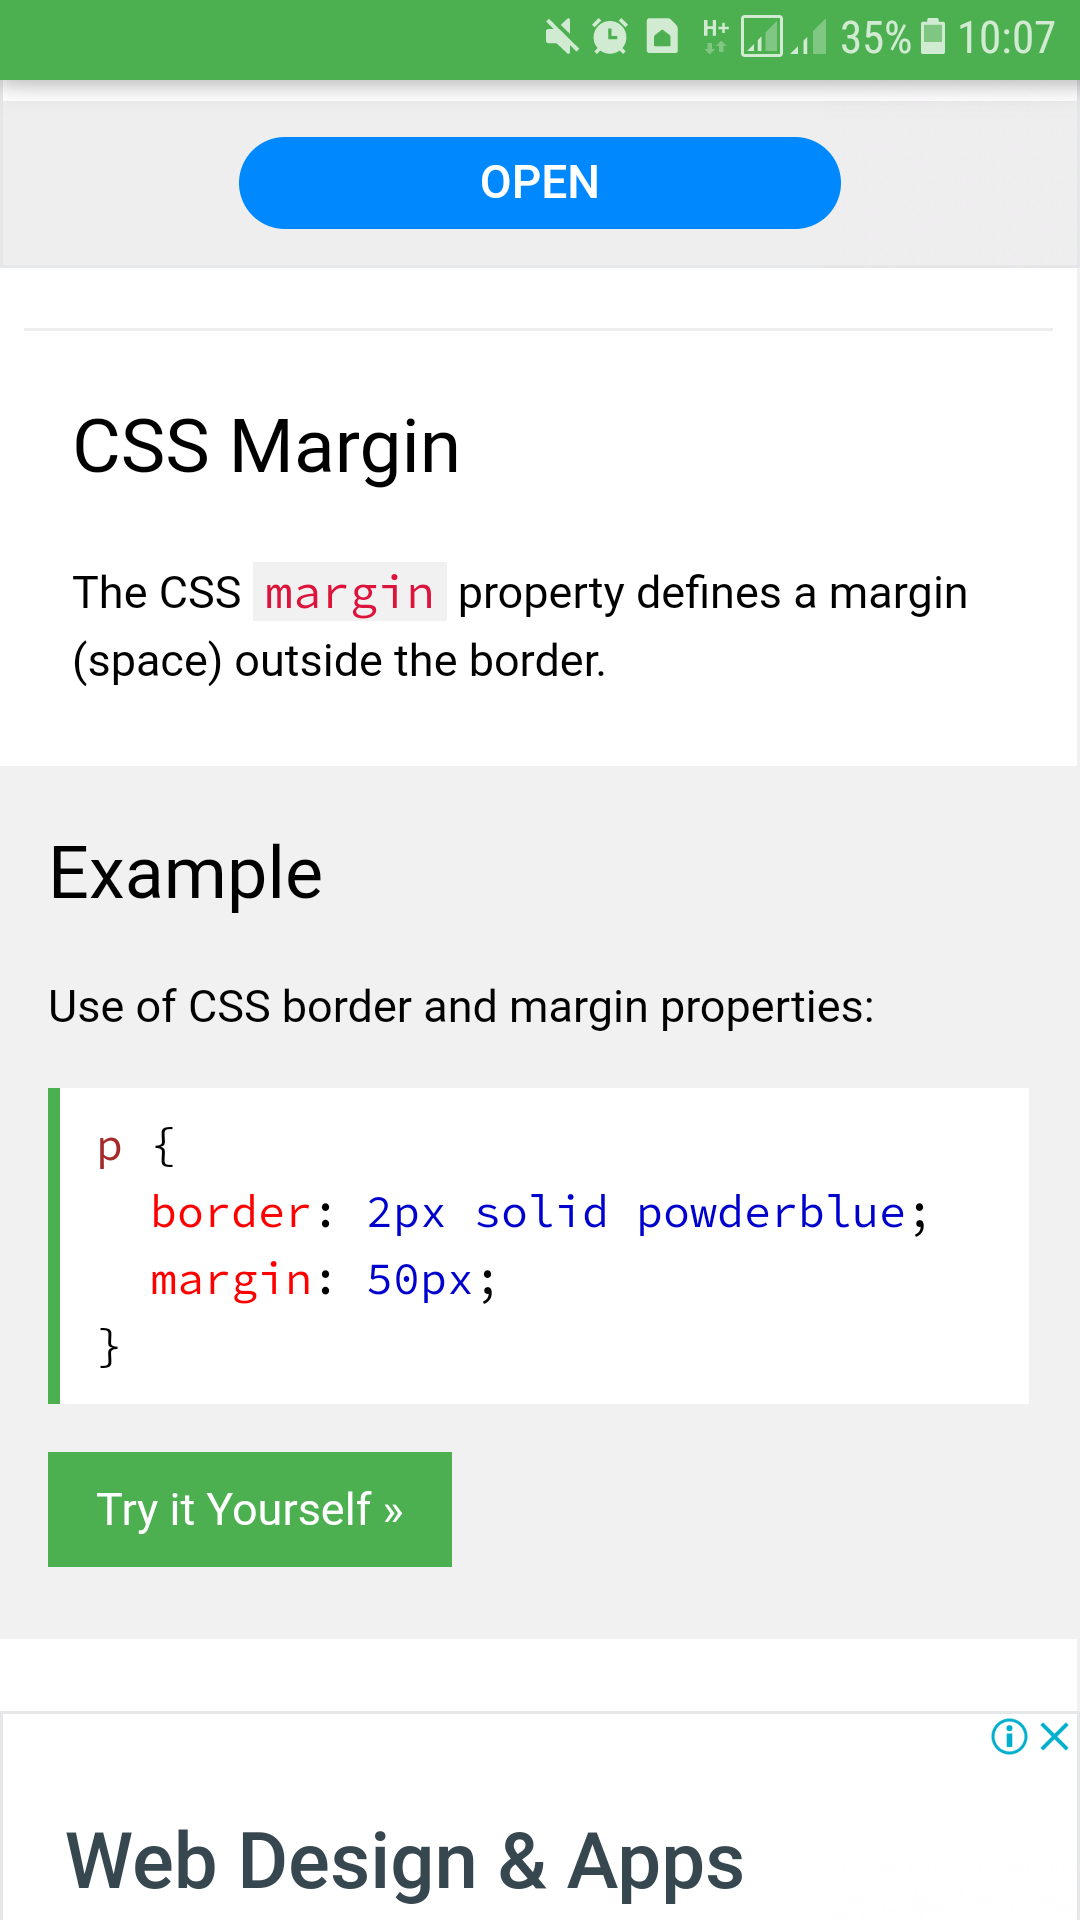 H+ 35% 10:07
OPEN
CSS Margin
The CSS margin property defines a margin
(space) outside the border.
Example
Use of CSS border and margin properties:
p {
  border: 2px solid powderblue;
  margin: 50px;
}
Try it Yourself »
Web Design & Apps